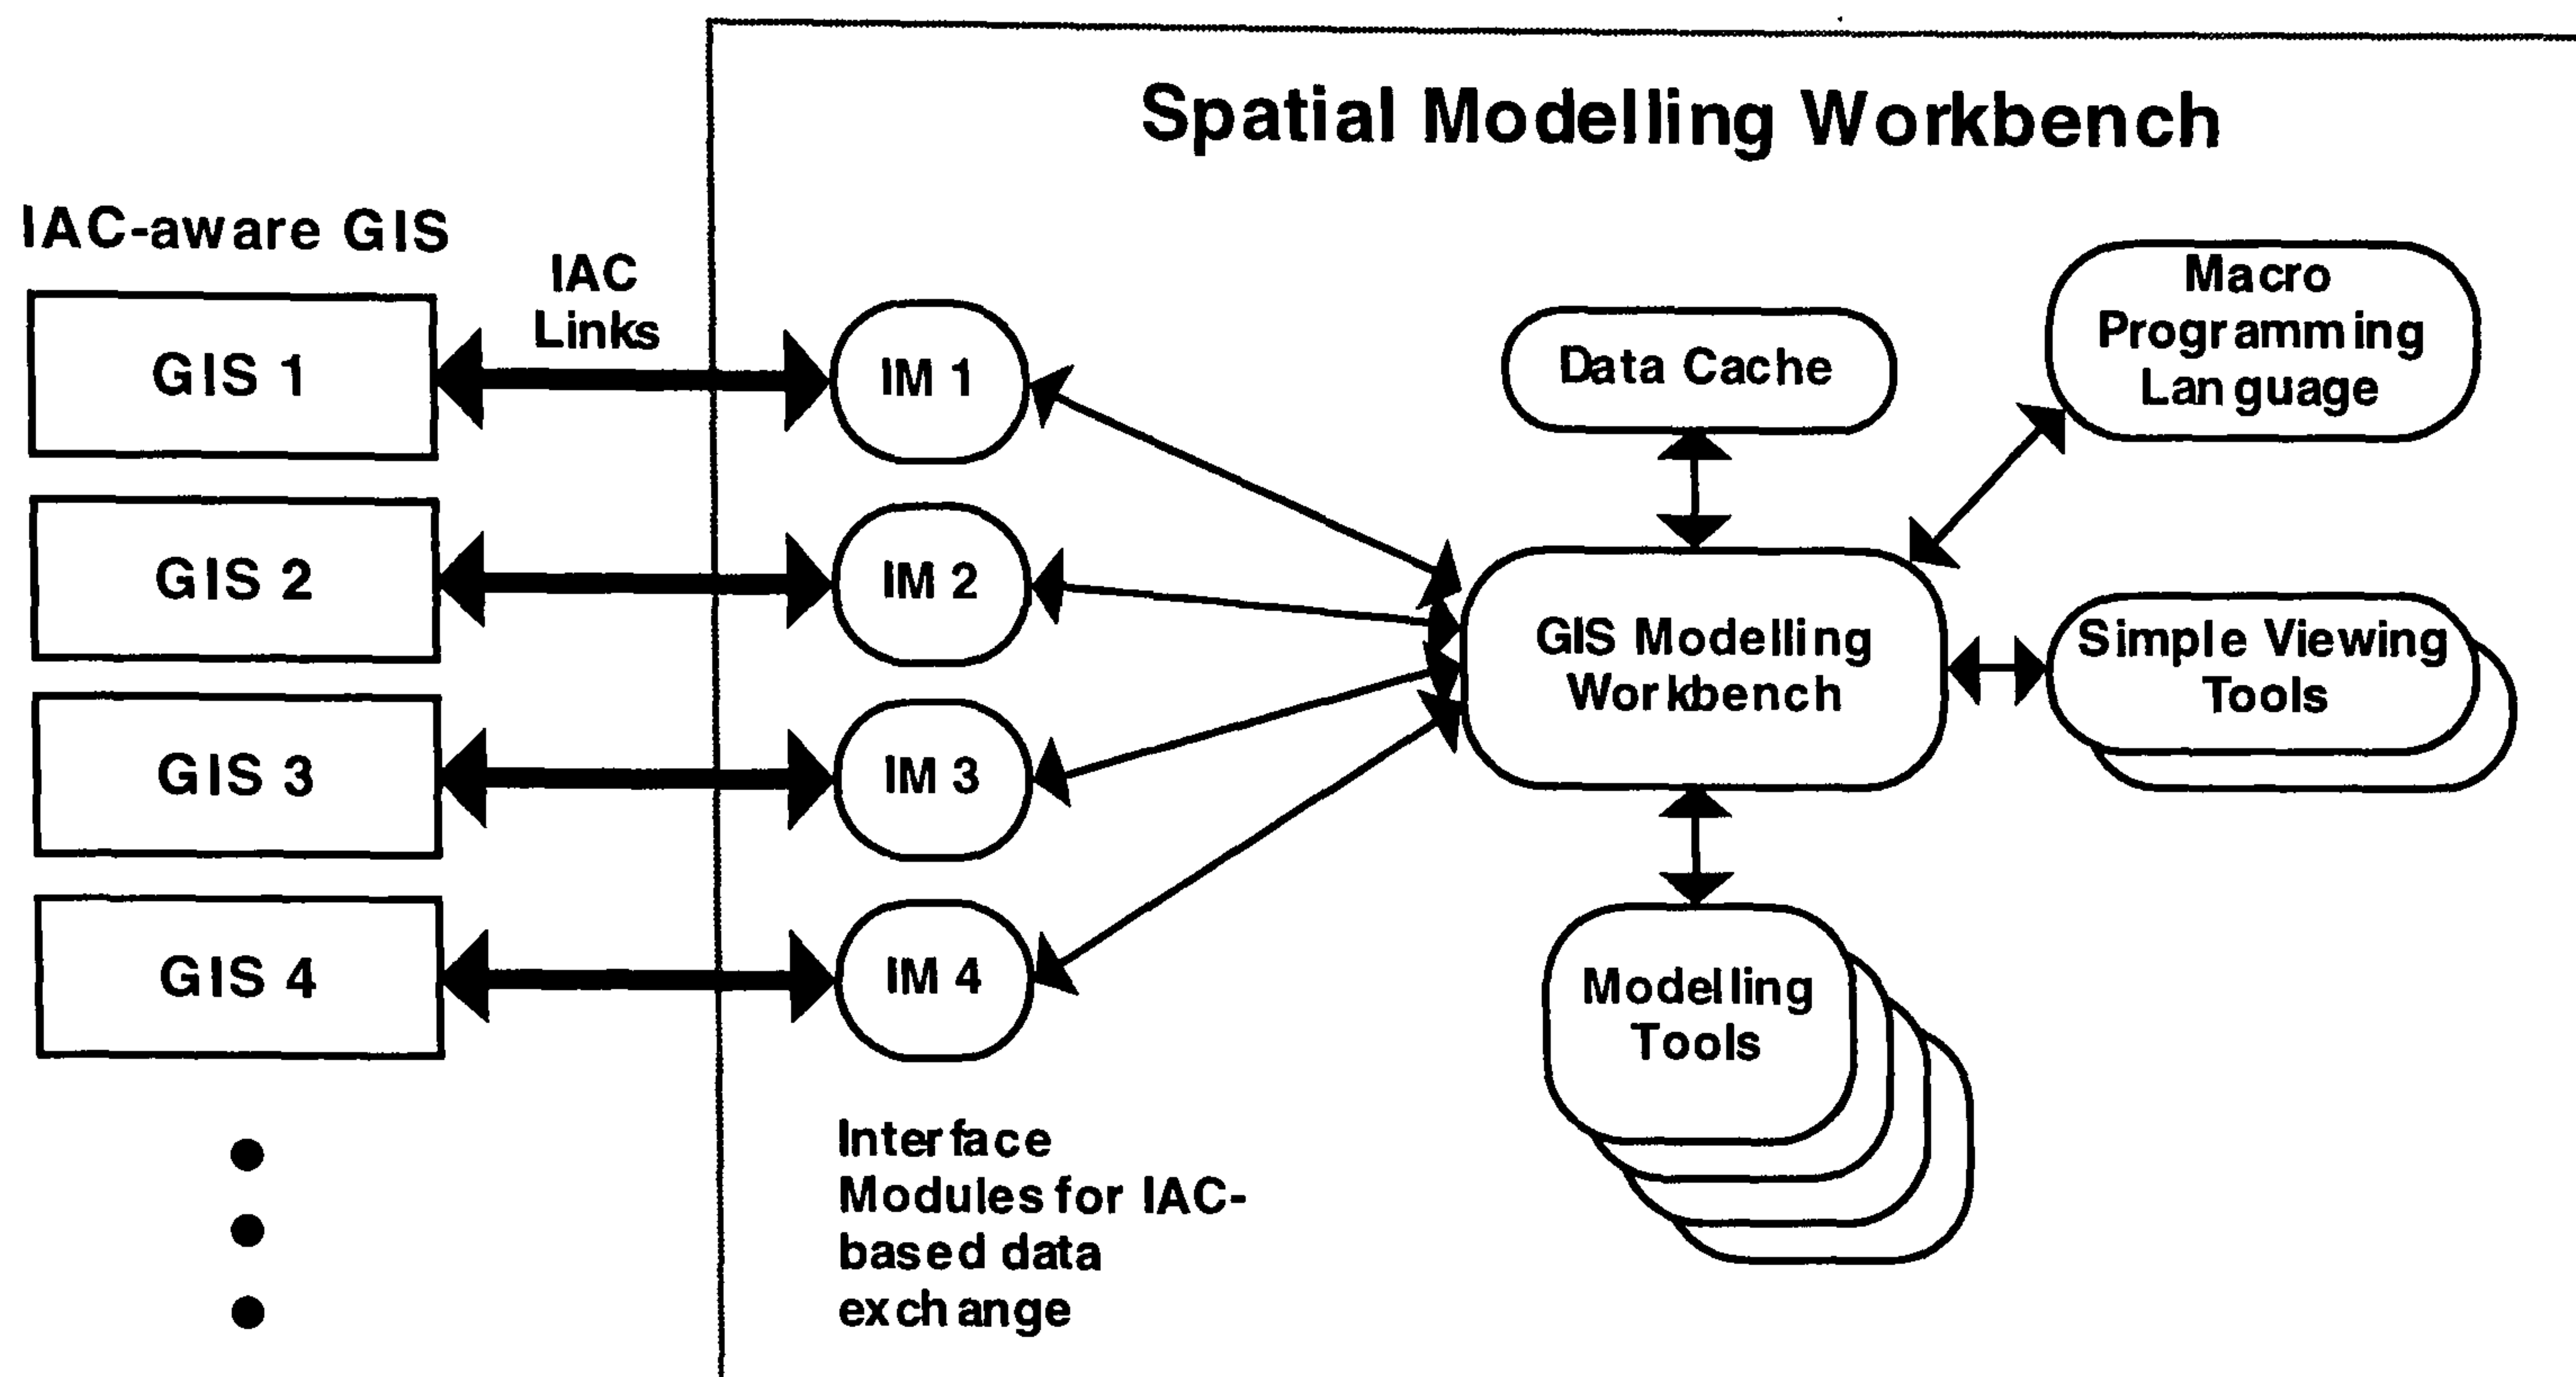 Spatial Modelling Workbench
IAC-aware GIS
IAC
Links
GIS 1
IM 1
GIS 2
IM 2
GIS 3
IM 3
GIS 4
IM 4
Interface
Modules for IAC-
based data
exchange
Data Cache
Macro
Programming
Language
GIS Modelling
Workbench
Simple Viewing
Tools
Modelling
Tools